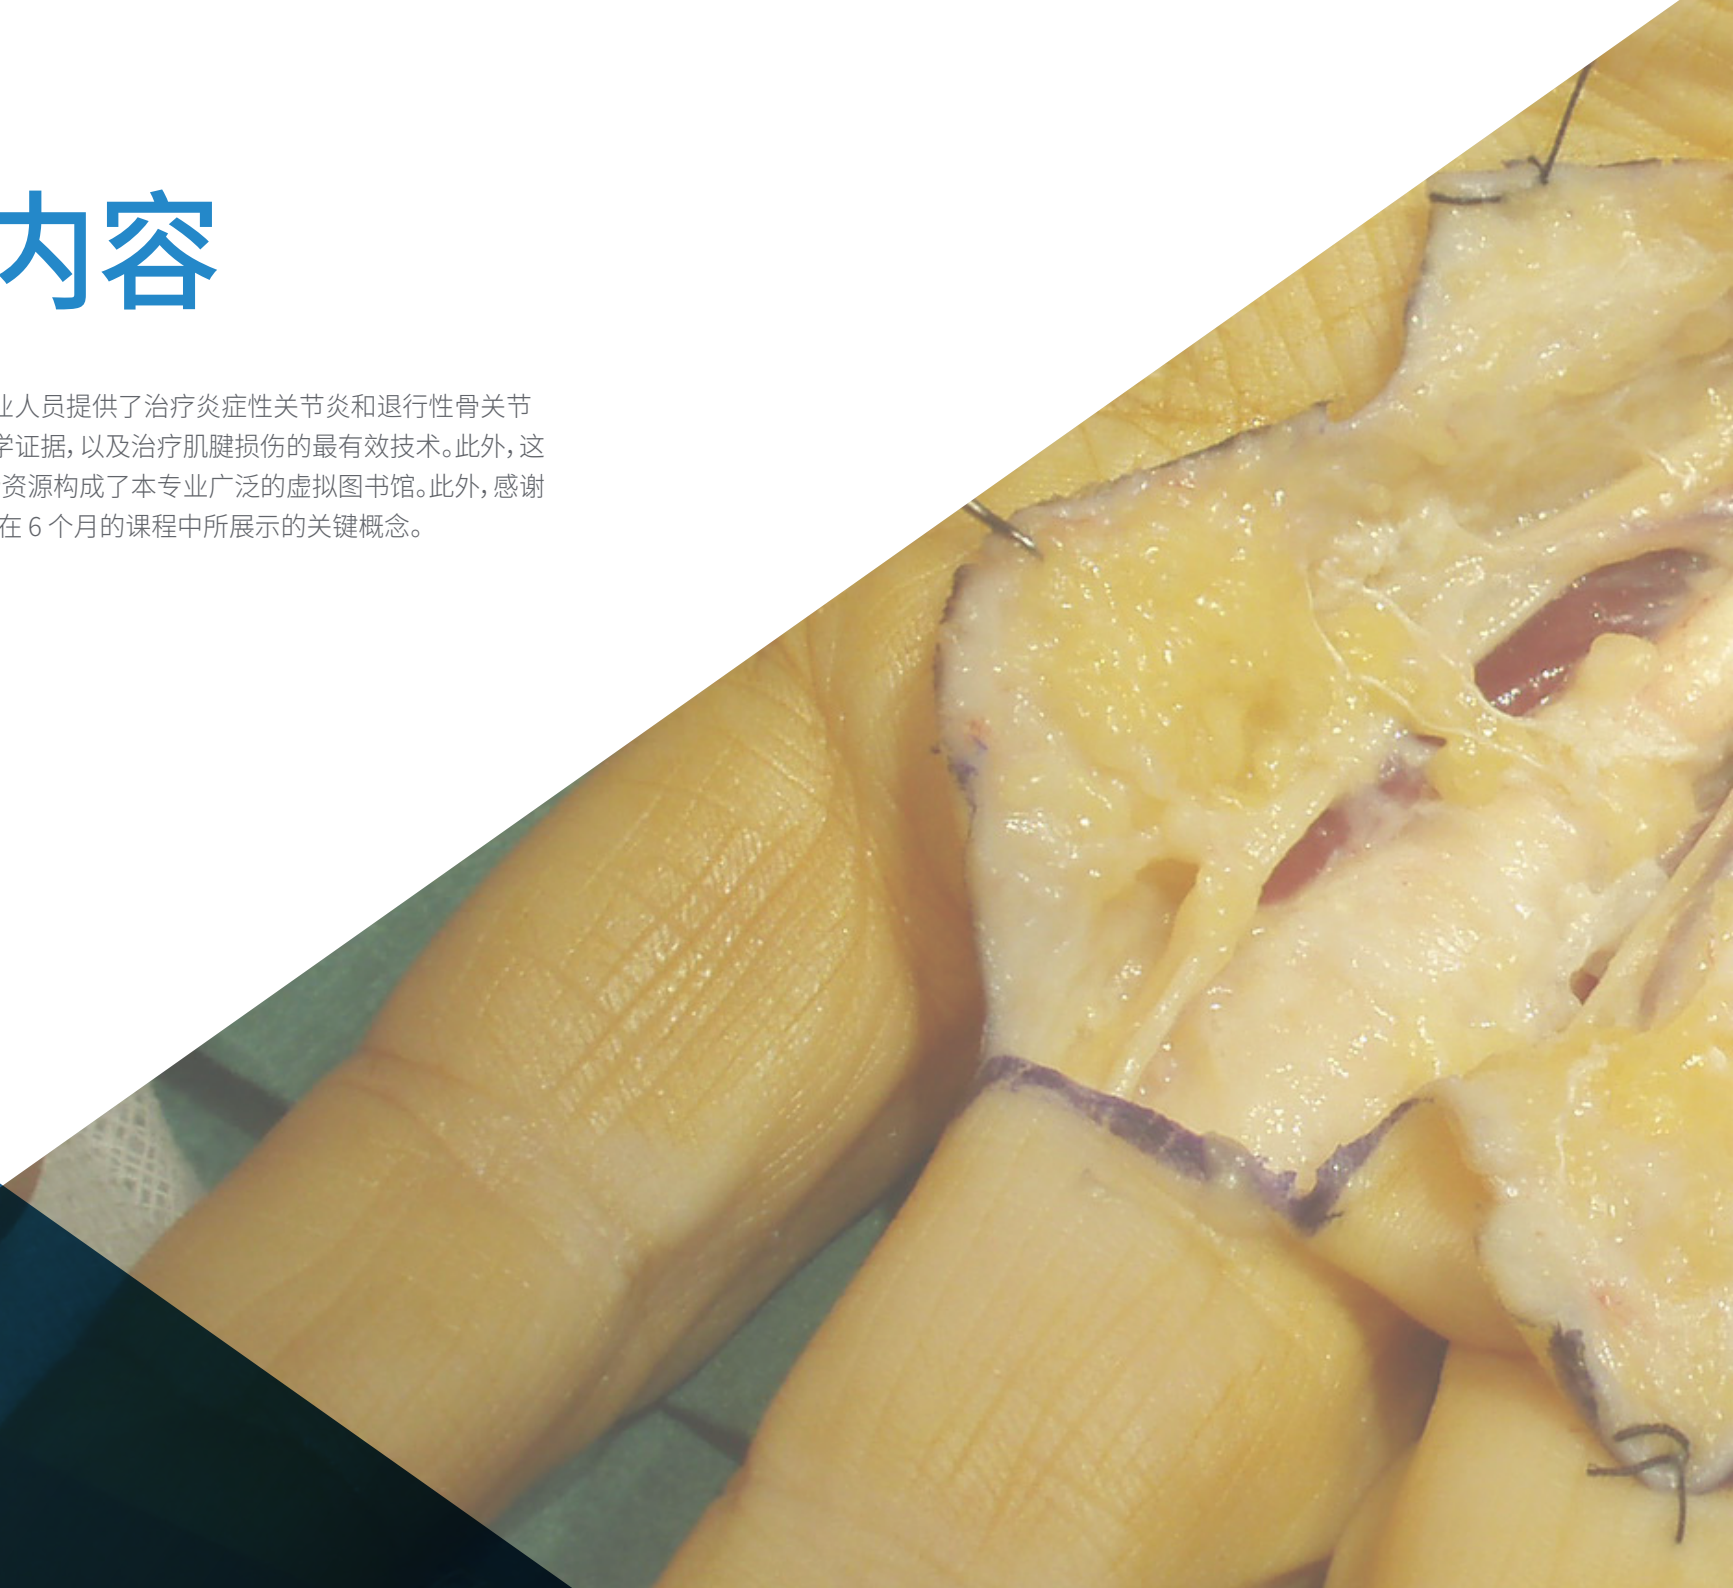 内容
业人员提供了治疗炎症性关节炎和退行性骨关节
学证据，以及治疗肌腱损伤的最有效技术。此外，这
资源构成了本专业广泛的虚拟图书馆。此外，感谢
在 6 个月的课程中所展示的关键概念。